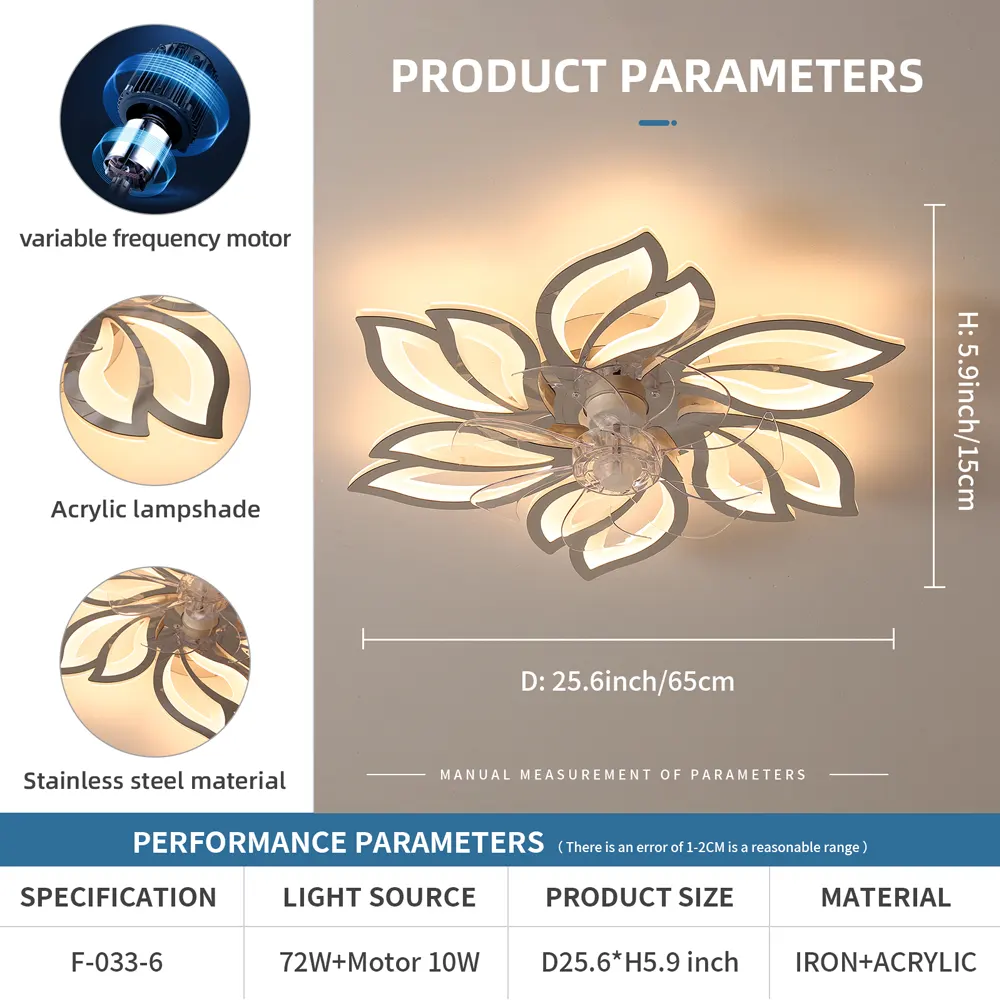 PRODUCT PARAMETERS
variable frequency motor
Acrylic lampshade
Stainless steel material
H: 5.9inch/15cm
D: 25.6inch/65cm
MANUAL MEASUREMENT OF PARAMETERS
PERFORMANCE PARAMETERS ( There is an error of 1-2CM is a reasonable range )
SPECIFICATION LIGHT SOURCE PRODUCT SIZE MATERIAL
F-033-6 72W+Motor 10W D25.6*H5.9 inch IRON+ACRYLIC